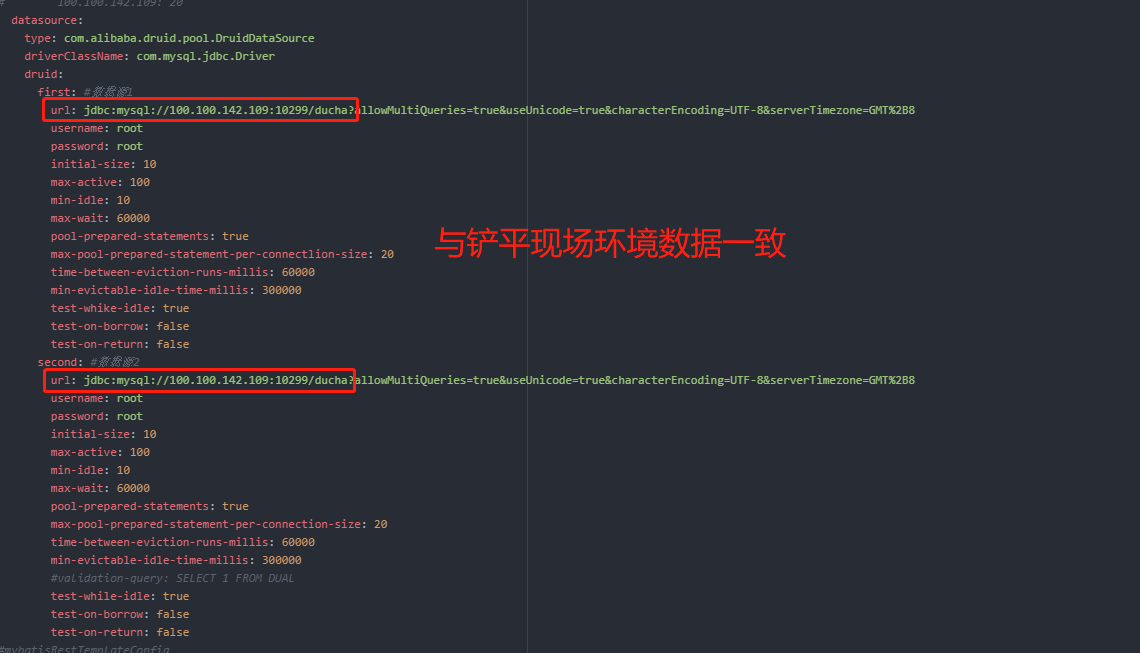 # 100.100.142.109: 20
datasource:
type: com.alibaba.druid.pool.DruidDataSource
driverClassName: com.mysql.jdbc.Driver
druid:
first: #数据源1
url: jdbc:mysql://100.100.142.109:10299/ducha?allowMultiQueries=true&useUnicode=true&characterEncoding=UTF-8&serverTimezone=GMT%2B8
username: root
password: root
initial-size: 10
max-active: 100
min-idle: 10
max-wait: 60000
pool-prepared-statements: true
与铲平现场环境数据一致
max-pool-prepared-statement-per-connectlion-size: 20
time-between-eviction-runs-millis: 60000
min-evictable-idle-time-millis: 300000
test-whike-idle: true
test-on-borrow: false
test-on-return: false
second: #数据源2
url: jdbc:mysql://100.100.142.109:10299/ducha?allowMultiQueries=true&useUnicode=true&characterEncoding=UTF-8&serverTimezone=GMT%2B8
username: root
password: root
initial-size: 10
max-active: 100
min-idle: 10
max-wait: 60000
pool-prepared-statements: true
max-pool-prepared-statement-per-connection-size: 20
time-between-eviction-runs-millis: 60000
min-evictable-idle-time-millis: 300000
#validation-query: SELECT 1 FROM DUAL
test-while-idle: true
test-on-borrow: false
test-on-return: false
#mybatisRestTempLateConfig